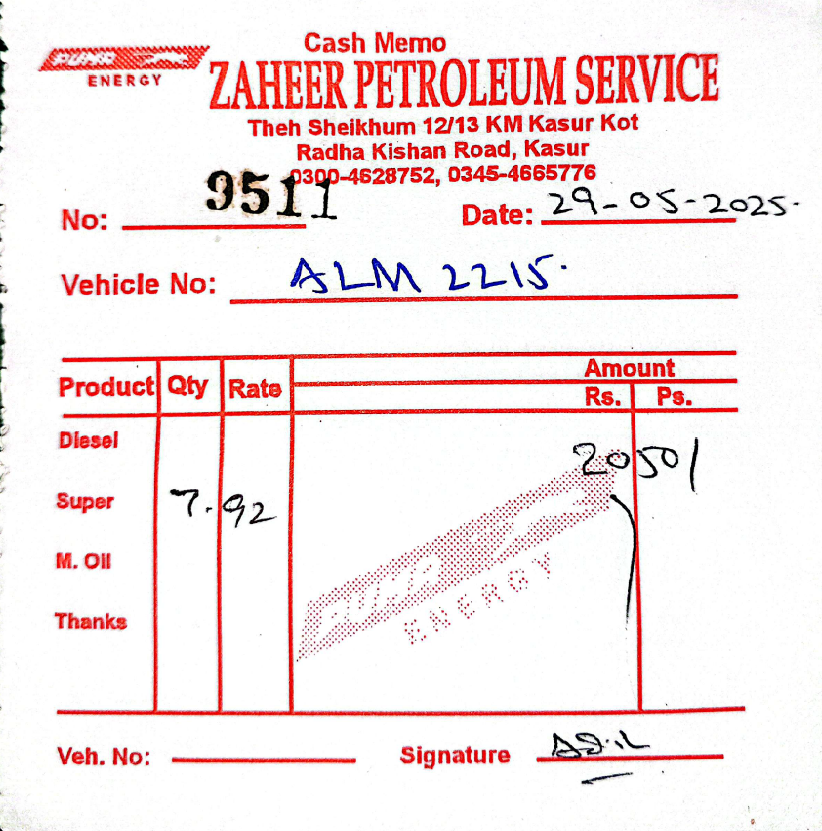 Cash Memo
PUMA
ENERGY
ZAHEER PETROLEUM SERVICE
Theh Sheikhum 12/13 KM Kasur Kot
Radha Kishan Road, Kasur
0300-4628752, 0345-4665776
No: 9511 Date: 29-05-2025.
Vehicle No: ALM 2215.
Amount
Product Qty Rate Rs. Ps.
Diesel 2050/
Super 7.92
PUMA
ENERGY
M. Oil
Thanks
Veh. No: Signature Adil